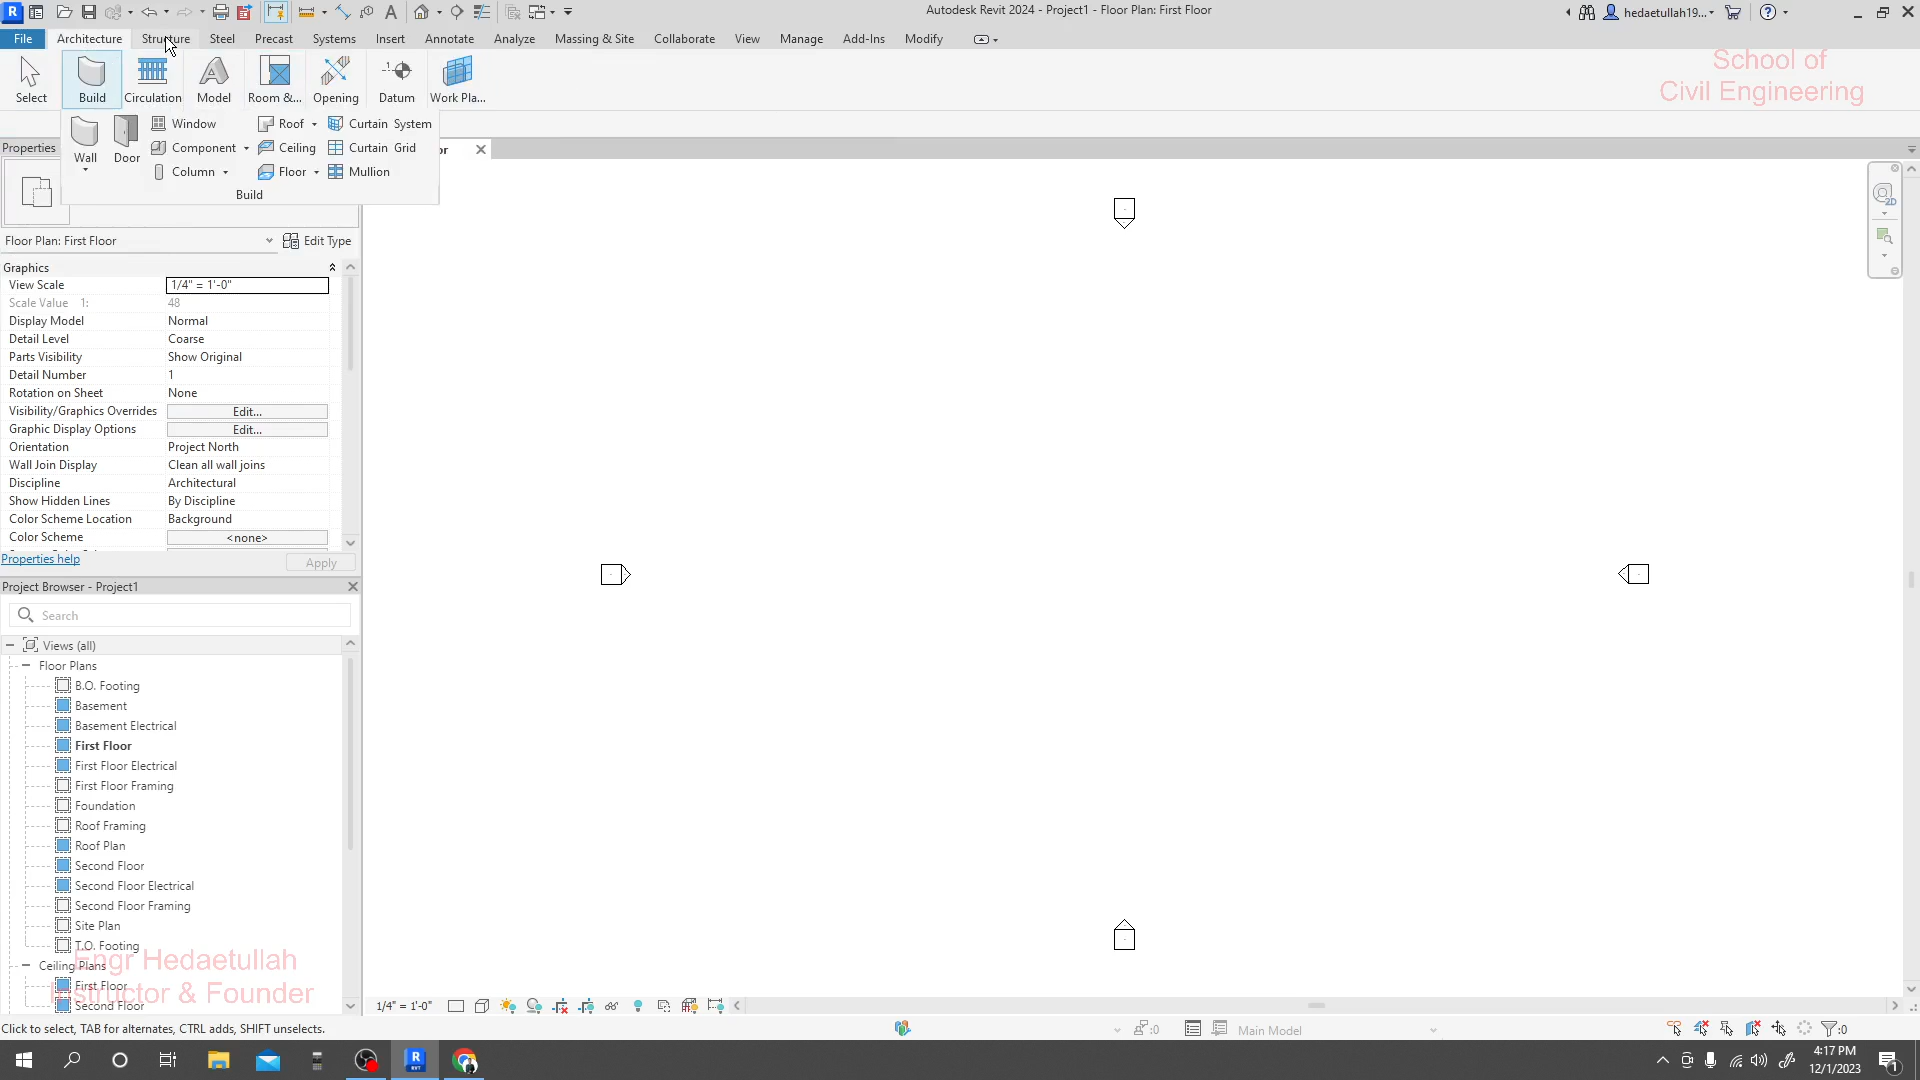 Autodesk Revit 2024 - Project1 - Floor Plan: First Floor
hedaetullah19...
File Architecture Structure Steel Precast Systems Insert Annotate Analyze Massing & Site Collaborate View Manage Add-Ins Modify
School of
Civil Engineering
Select Build Circulation Model Room &... Opening Datum Work Pla...
Wall Door
Window Roof Curtain System
Component Ceiling Curtain Grid
Column Floor Mullion
Build
Properties
or
Floor Plan: First Floor Edit Type
Graphics
View Scale 1/4" = 1'-0"
Scale Value 1: 48
Display Model Normal
Detail Level Coarse
Parts Visibility Show Original
Detail Number 1
Rotation on Sheet None
Visibility/Graphics Overrides Edit...
Graphic Display Options Edit...
Orientation Project North
Wall Join Display Clean all wall joins
Discipline Architectural
Show Hidden Lines By Discipline
Color Scheme Location Background
Color Scheme <none>
Properties help Apply
Project Browser - Project1
Search
Views (all)
Floor Plans
B.O. Footing
Basement
Basement Electrical
First Floor
First Floor Electrical
First Floor Framing
Foundation
Roof Framing
Roof Plan
Second Floor
Second Floor Electrical
Second Floor Framing
Site Plan
T.O. Footing
Engr Hedaetullah
Ceiling Plans
First Floor
Instructor & Founder
Second Floor
1/4" = 1'-0"
Click to select, TAB for alternates, CTRL adds, SHIFT unselects.
:0
Main Model
:0
4:17 PM
12/1/2023
2D
1